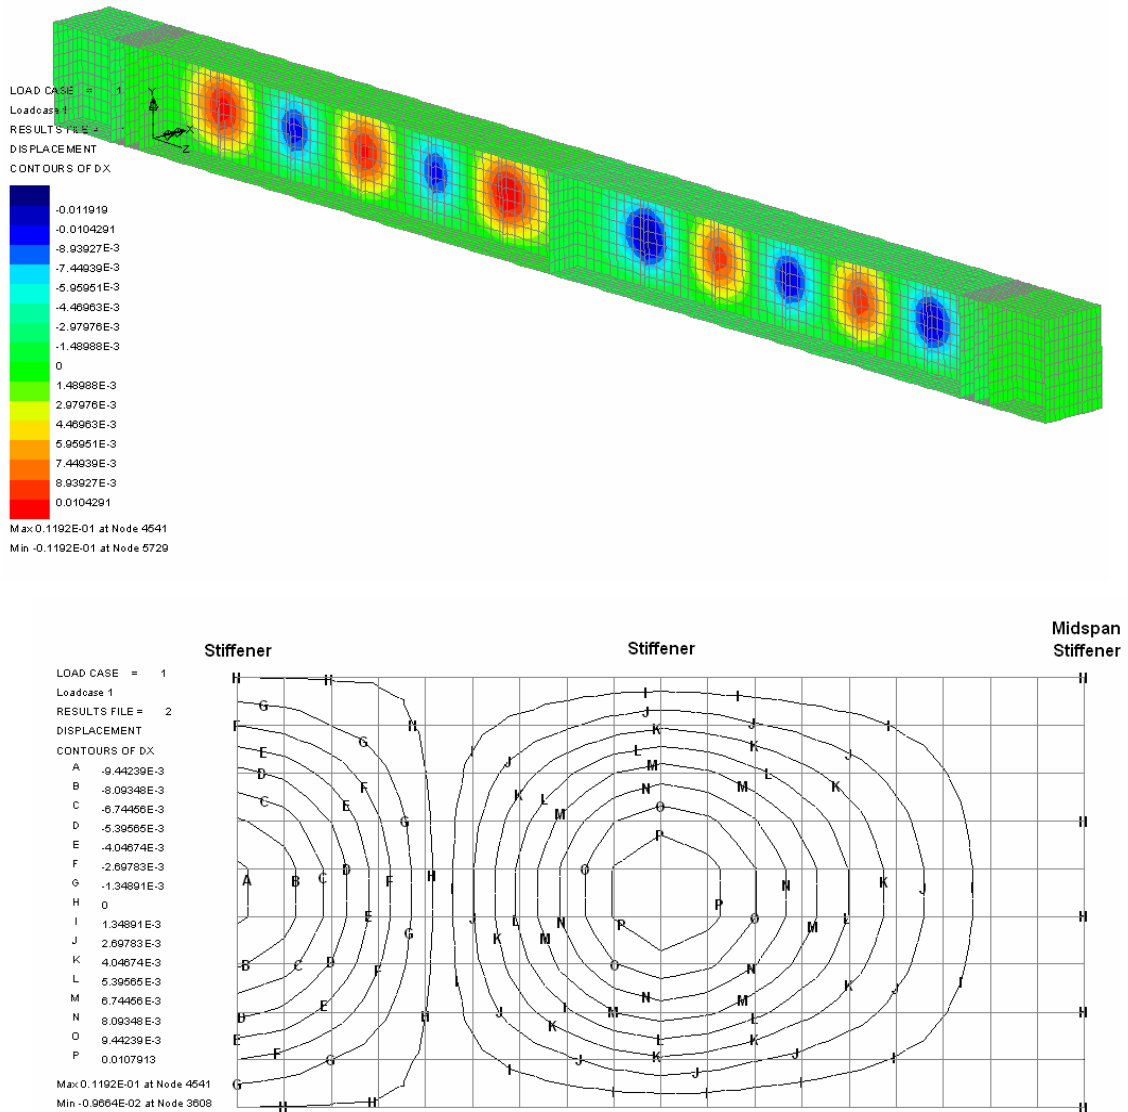 LOAD CASE = 1
Loadcase 1
RESULTS FILE =
DISPLACEMENT
CONTOURS OF DX
Y
X
Z
-0.011919
-0.0104291
-8.93927E-3
-7.44939E-3
-5.95951E-3
-4.46963E-3
-2.97976E-3
-1.48988E-3
0
1.48988E-3
2.97976E-3
4.46963E-3
5.95951E-3
7.44939E-3
8.93927E-3
0.0104291
Max 0.1192E-01 at Node 4541
Min -0.1192E-01 at Node 5729
Stiffener
Stiffener
Midspan
Stiffener
LOAD CASE = 1
Loadcase 1
RESULTS FILE = 2
DISPLACEMENT
CONTOURS OF DX
A -9.44239E-3
B -8.09348E-3
C -6.74456E-3
D -5.39565E-3
E -4.04674E-3
F -2.69783E-3
G -1.34891E-3
H 0
I 1.34891E-3
J 2.69783E-3
K 4.04674E-3
L 5.39565E-3
M 6.74456E-3
N 8.09348E-3
O 9.44239E-3
P 0.0107913
Max 0.1192E-01 at Node 4541
Min -0.9664E-02 at Node 3608